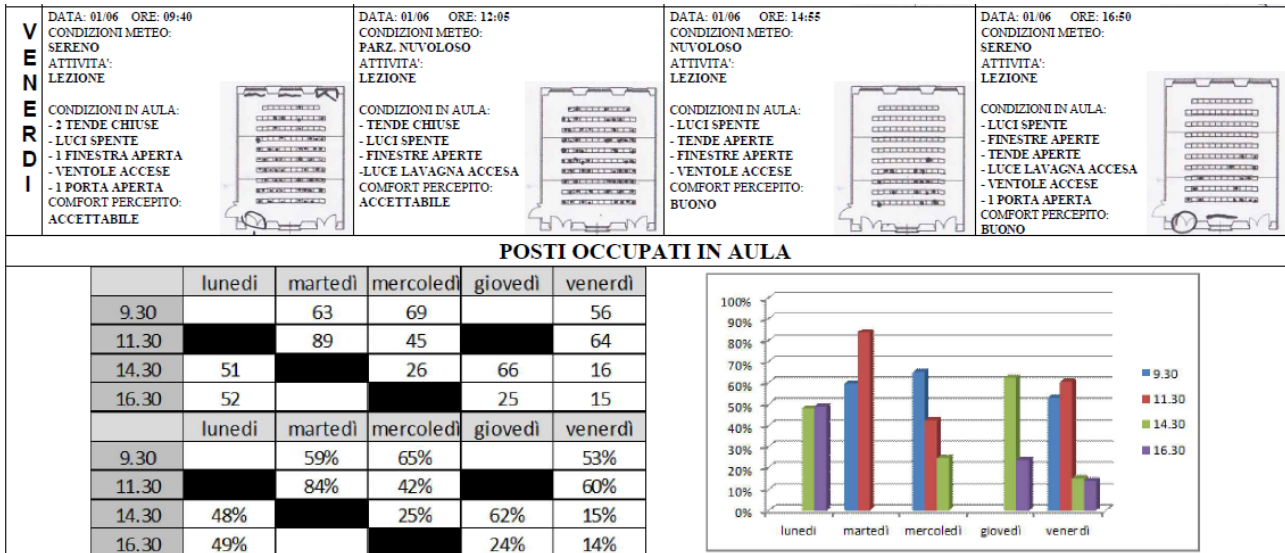 VENERDI
DATA: 01/06 ORE: 09:40
CONDIZIONI METEO:
SERENO
ATTIVITA':
LEZIONE
CONDIZIONI IN AULA:
- 2 TENDE CHIUSE
- LUCI SPENTE
- 1 FINESTRA APERTA
- VENTOLE ACCESE
- 1 PORTA APERTA
COMFORT PERCEPITO:
ACCETTABILE
DATA: 01/06 ORE: 12:05
CONDIZIONI METEO:
PARZ. NUVOLOSO
ATTIVITA':
LEZIONE
CONDIZIONI IN AULA:
- TENDE CHIUSE
- LUCI SPENTE
- FINESTRE APERTE
-LUCE LAVAGNA ACCESA
COMFORT PERCEPITO:
ACCETTABILE
DATA: 01/06 ORE: 14:55
CONDIZIONI METEO:
NUVOLOSO
ATTIVITA':
LEZIONE
CONDIZIONI IN AULA:
- LUCI SPENTE
- TENDE APERTE
- FINESTRE APERTE
- VENTOLE ACCESE
COMFORT PERCEPITO:
BUONO
DATA: 01/06 ORE: 16:50
CONDIZIONI METEO:
SERENO
ATTIVITA':
LEZIONE
CONDIZIONI IN AULA:
- LUCI SPENTE
- FINESTRE APERTE
- TENDE APERTE
- LUCE LAVAGNA ACCESA
- VENTOLE ACCESE
- 1 PORTA APERTA
COMFORT PERCEPITO:
BUONO
POSTI OCCUPATI IN AULA
lunedi martedì mercoledì giovedì venerdì
9.30 63 69 56
11.30 89 45 64
14.30 51 26 66 16
16.30 52 25 15
lunedi martedì mercoledì giovedì venerdì
9.30 59% 65% 53%
11.30 84% 42% 60%
14.30 48% 25% 62% 15%
16.30 49% 24% 14%
100%
90%
80%
70%
60%
50%
40%
30%
20%
10%
0%
lunedi martedì mercoledì giovedì venerdì
9.30
11.30
14.30
16.30